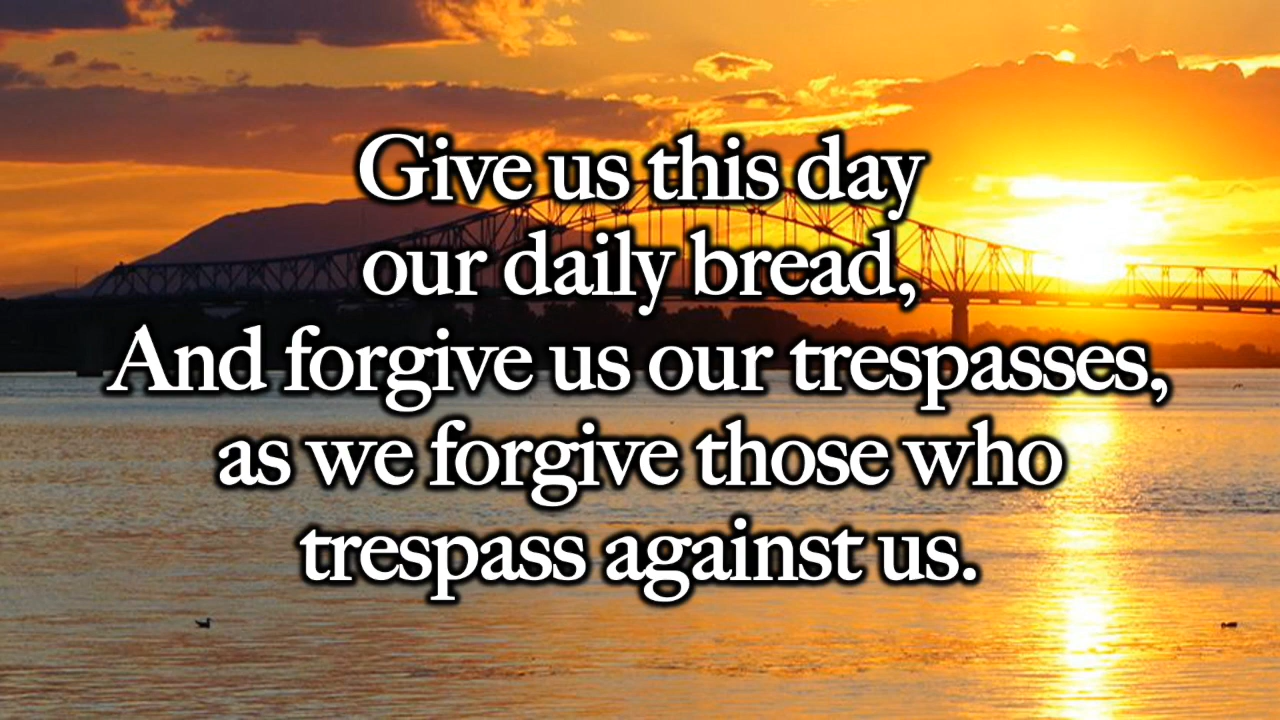 Give us this day
our daily bread,
And forgive us our trespasses,
as we forgive those who
trespass against us.